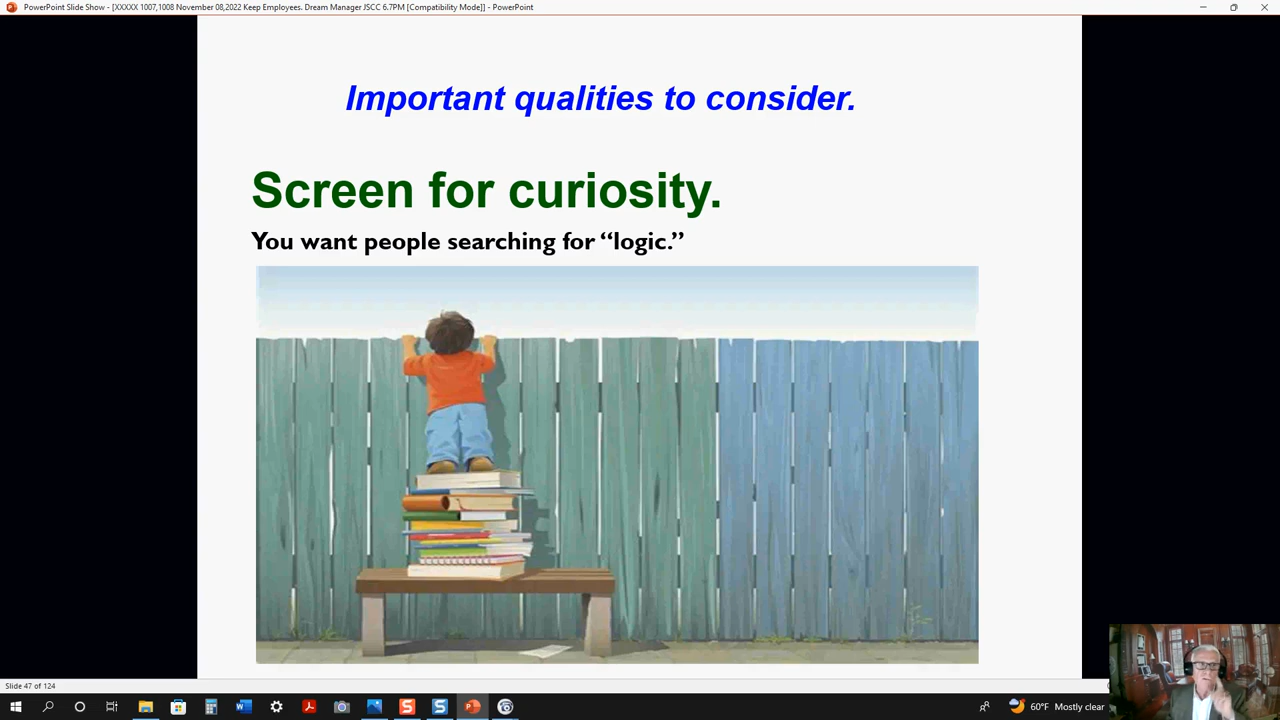 PowerPoint Slide Show - [XXXXX 1007,1008 November 08,2022 Keep Employees. Dream Manager JSCC 6.7PM [Compatibility Mode]] - PowerPoint
Important qualities to consider.
Screen for curiosity.
You want people searching for “logic.”
Slide 47 of 124
60°F Mostly clear